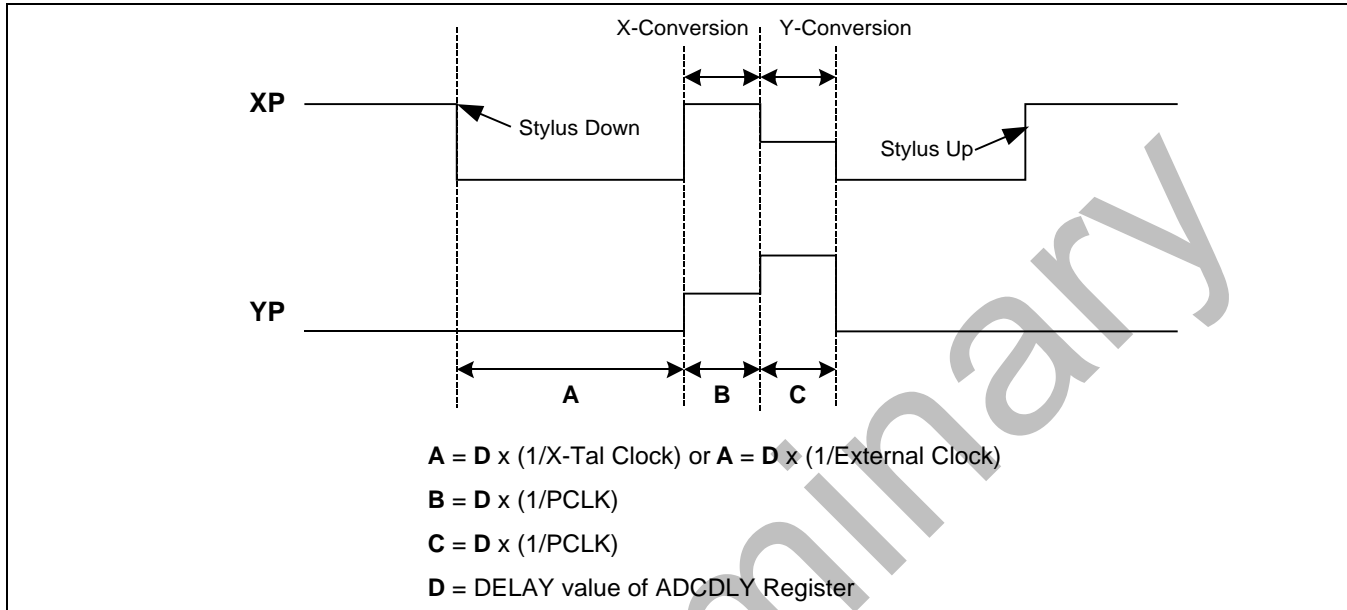 X-Conversion Y-Conversion
XP
Stylus Down
Stylus Up
YP
A B C
A = D x (1/X-Tal Clock) or A = D x (1/External Clock)
B = D x (1/PCLK)
C = D x (1/PCLK)
D = DELAY value of ADCDLY Register
minary